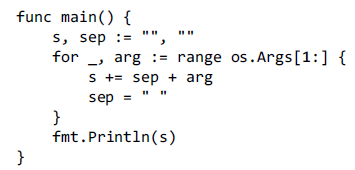 func main() {
    s, sep := "", ""
    for _, arg := range os.Args[1:] {
        s += sep + arg
        sep = " "
    }
    fmt.Println(s)
}